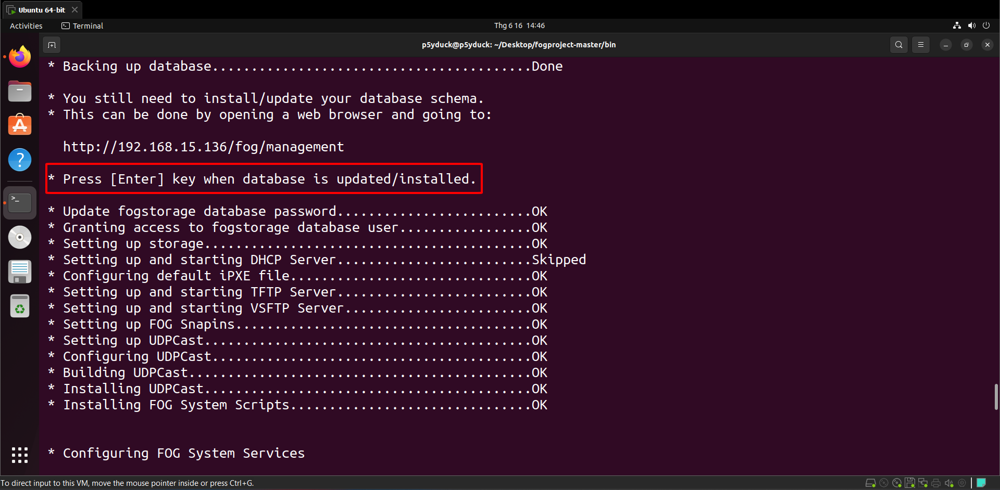 Ubuntu 64-bit
Activities
Terminal
Thg 6 16 14:46
p5yduck@p5yduck: ~/Desktop/fogproject-master/bin
* Backing up database.........................................Done
* You still need to install/update your database schema.
* This can be done by opening a web browser and going to:
http://192.168.15.136/fog/management
* Press [Enter] key when database is updated/installed.
* Update fogstorage database password.........................OK
* Granting access to fogstorage database user.................OK
* Setting up storage..........................................OK
* Setting up and starting DHCP Server.........................Skipped
* Configuring default iPXE file...............................OK
* Setting up and starting TFTP Server.........................OK
* Setting up and starting VSFTP Server........................OK
* Setting up FOG Snapins......................................OK
* Setting up UDPCast..........................................OK
* Configuring UDPCast.........................................OK
* Building UDPCast............................................OK
* Installing UDPCast..........................................OK
* Installing FOG System Scripts...............................OK
* Configuring FOG System Services
To direct input to this VM, move the mouse pointer inside or press Ctrl+G.